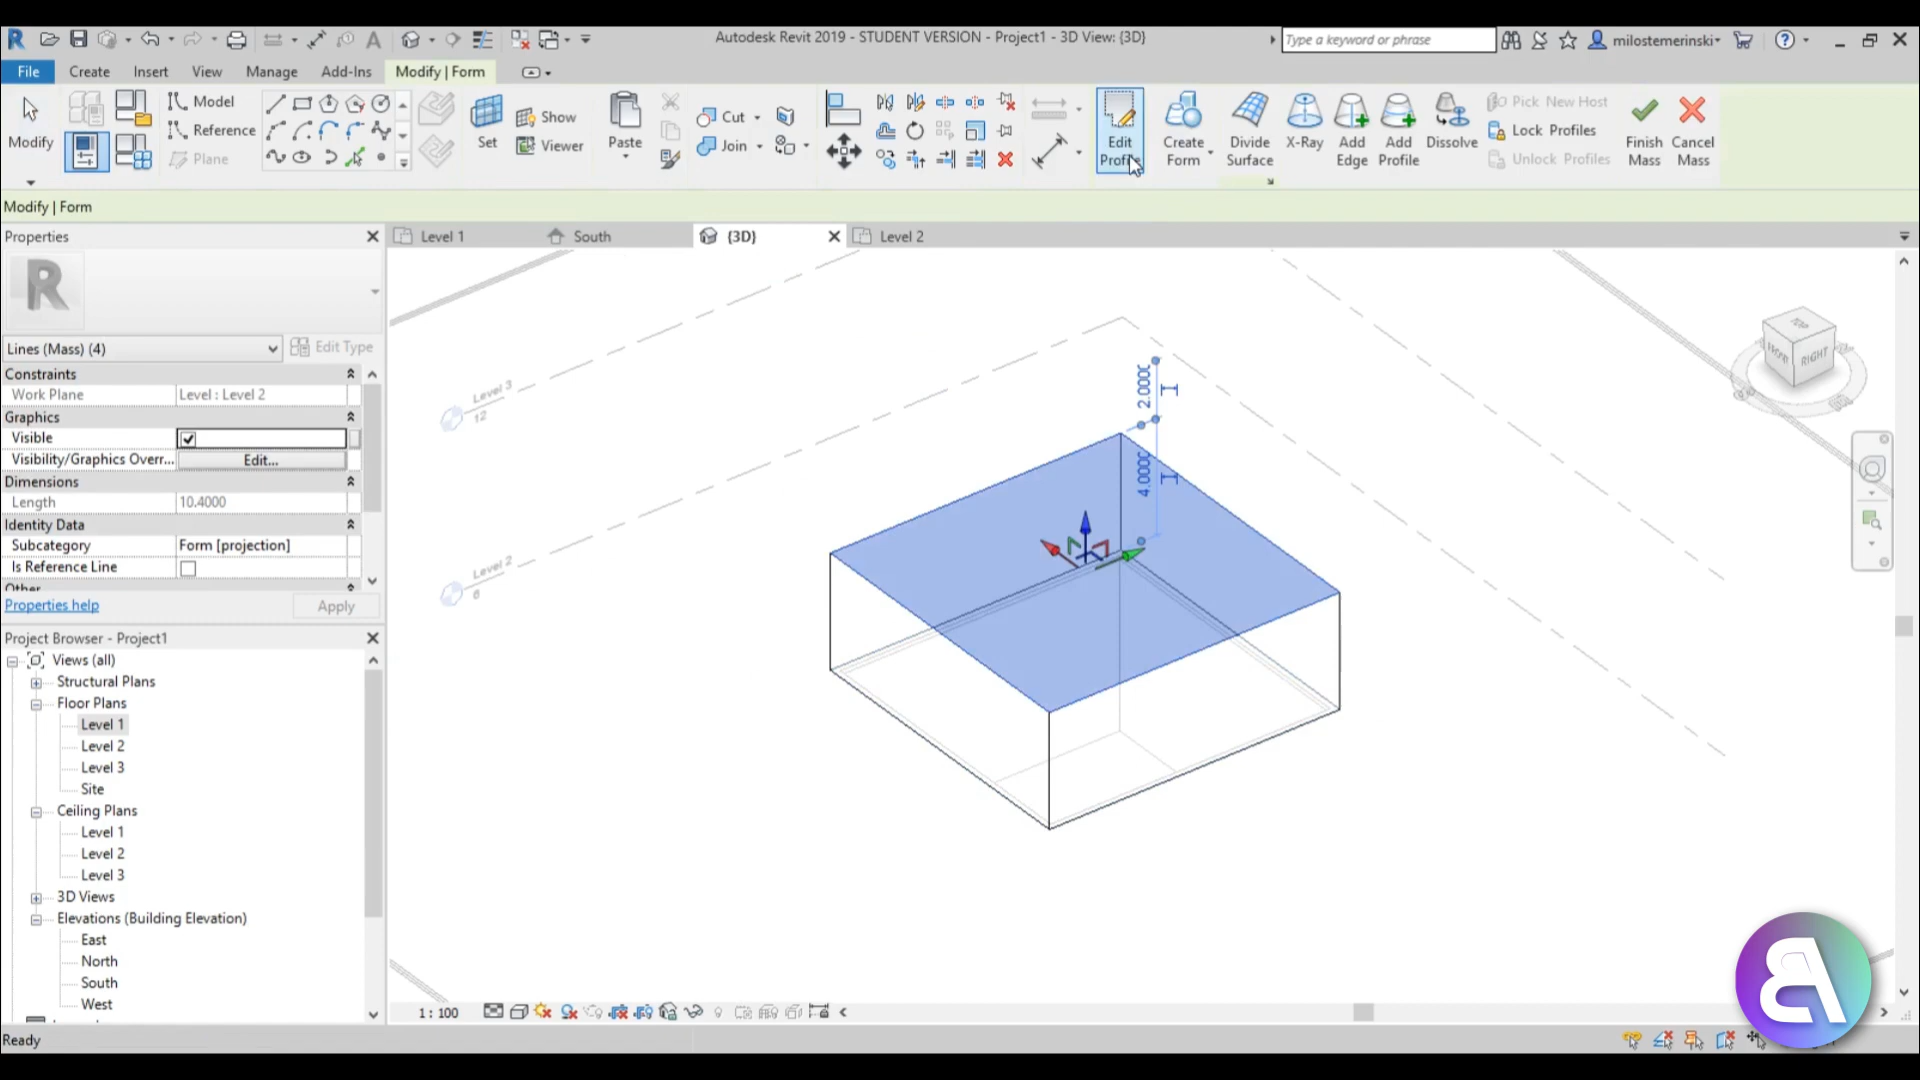 Autodesk Revit 2019 - STUDENT VERSION - Project1 - 3D View: {3D}
Type a keyword or phrase
milostemerinski
File
Create
Insert
View
Manage
Add-Ins
Modify | Form
Modify
Model
Reference
Plane
Set
Show
Viewer
Paste
Cut
Join
Edit
Profile
Create
Form
Divide
Surface
X-Ray
Add
Edge
Add
Profile
Dissolve
Pick New Host
Lock Profiles
Unlock Profiles
Finish
Mass
Cancel
Mass
Modify | Form
Properties
Level 1
South
{3D}
Level 2
R
Lines (Mass) (4)
Edit Type
Constraints
Work Plane
Level : Level 2
Graphics
Visible
Visibility/Graphics Overr...
Edit...
Dimensions
Length
10.4000
Identity Data
Subcategory
Form [projection]
Is Reference Line
Other
Properties help
Apply
Project Browser - Project1
Views (all)
Structural Plans
Floor Plans
Level 1
Level 2
Level 3
Site
Ceiling Plans
Level 1
Level 2
Level 3
3D Views
Elevations (Building Elevation)
East
North
South
West
Level 3
12
Level 2
6
2.0000
4.0000
TOP
FRONT
RIGHT
1 : 100
Ready